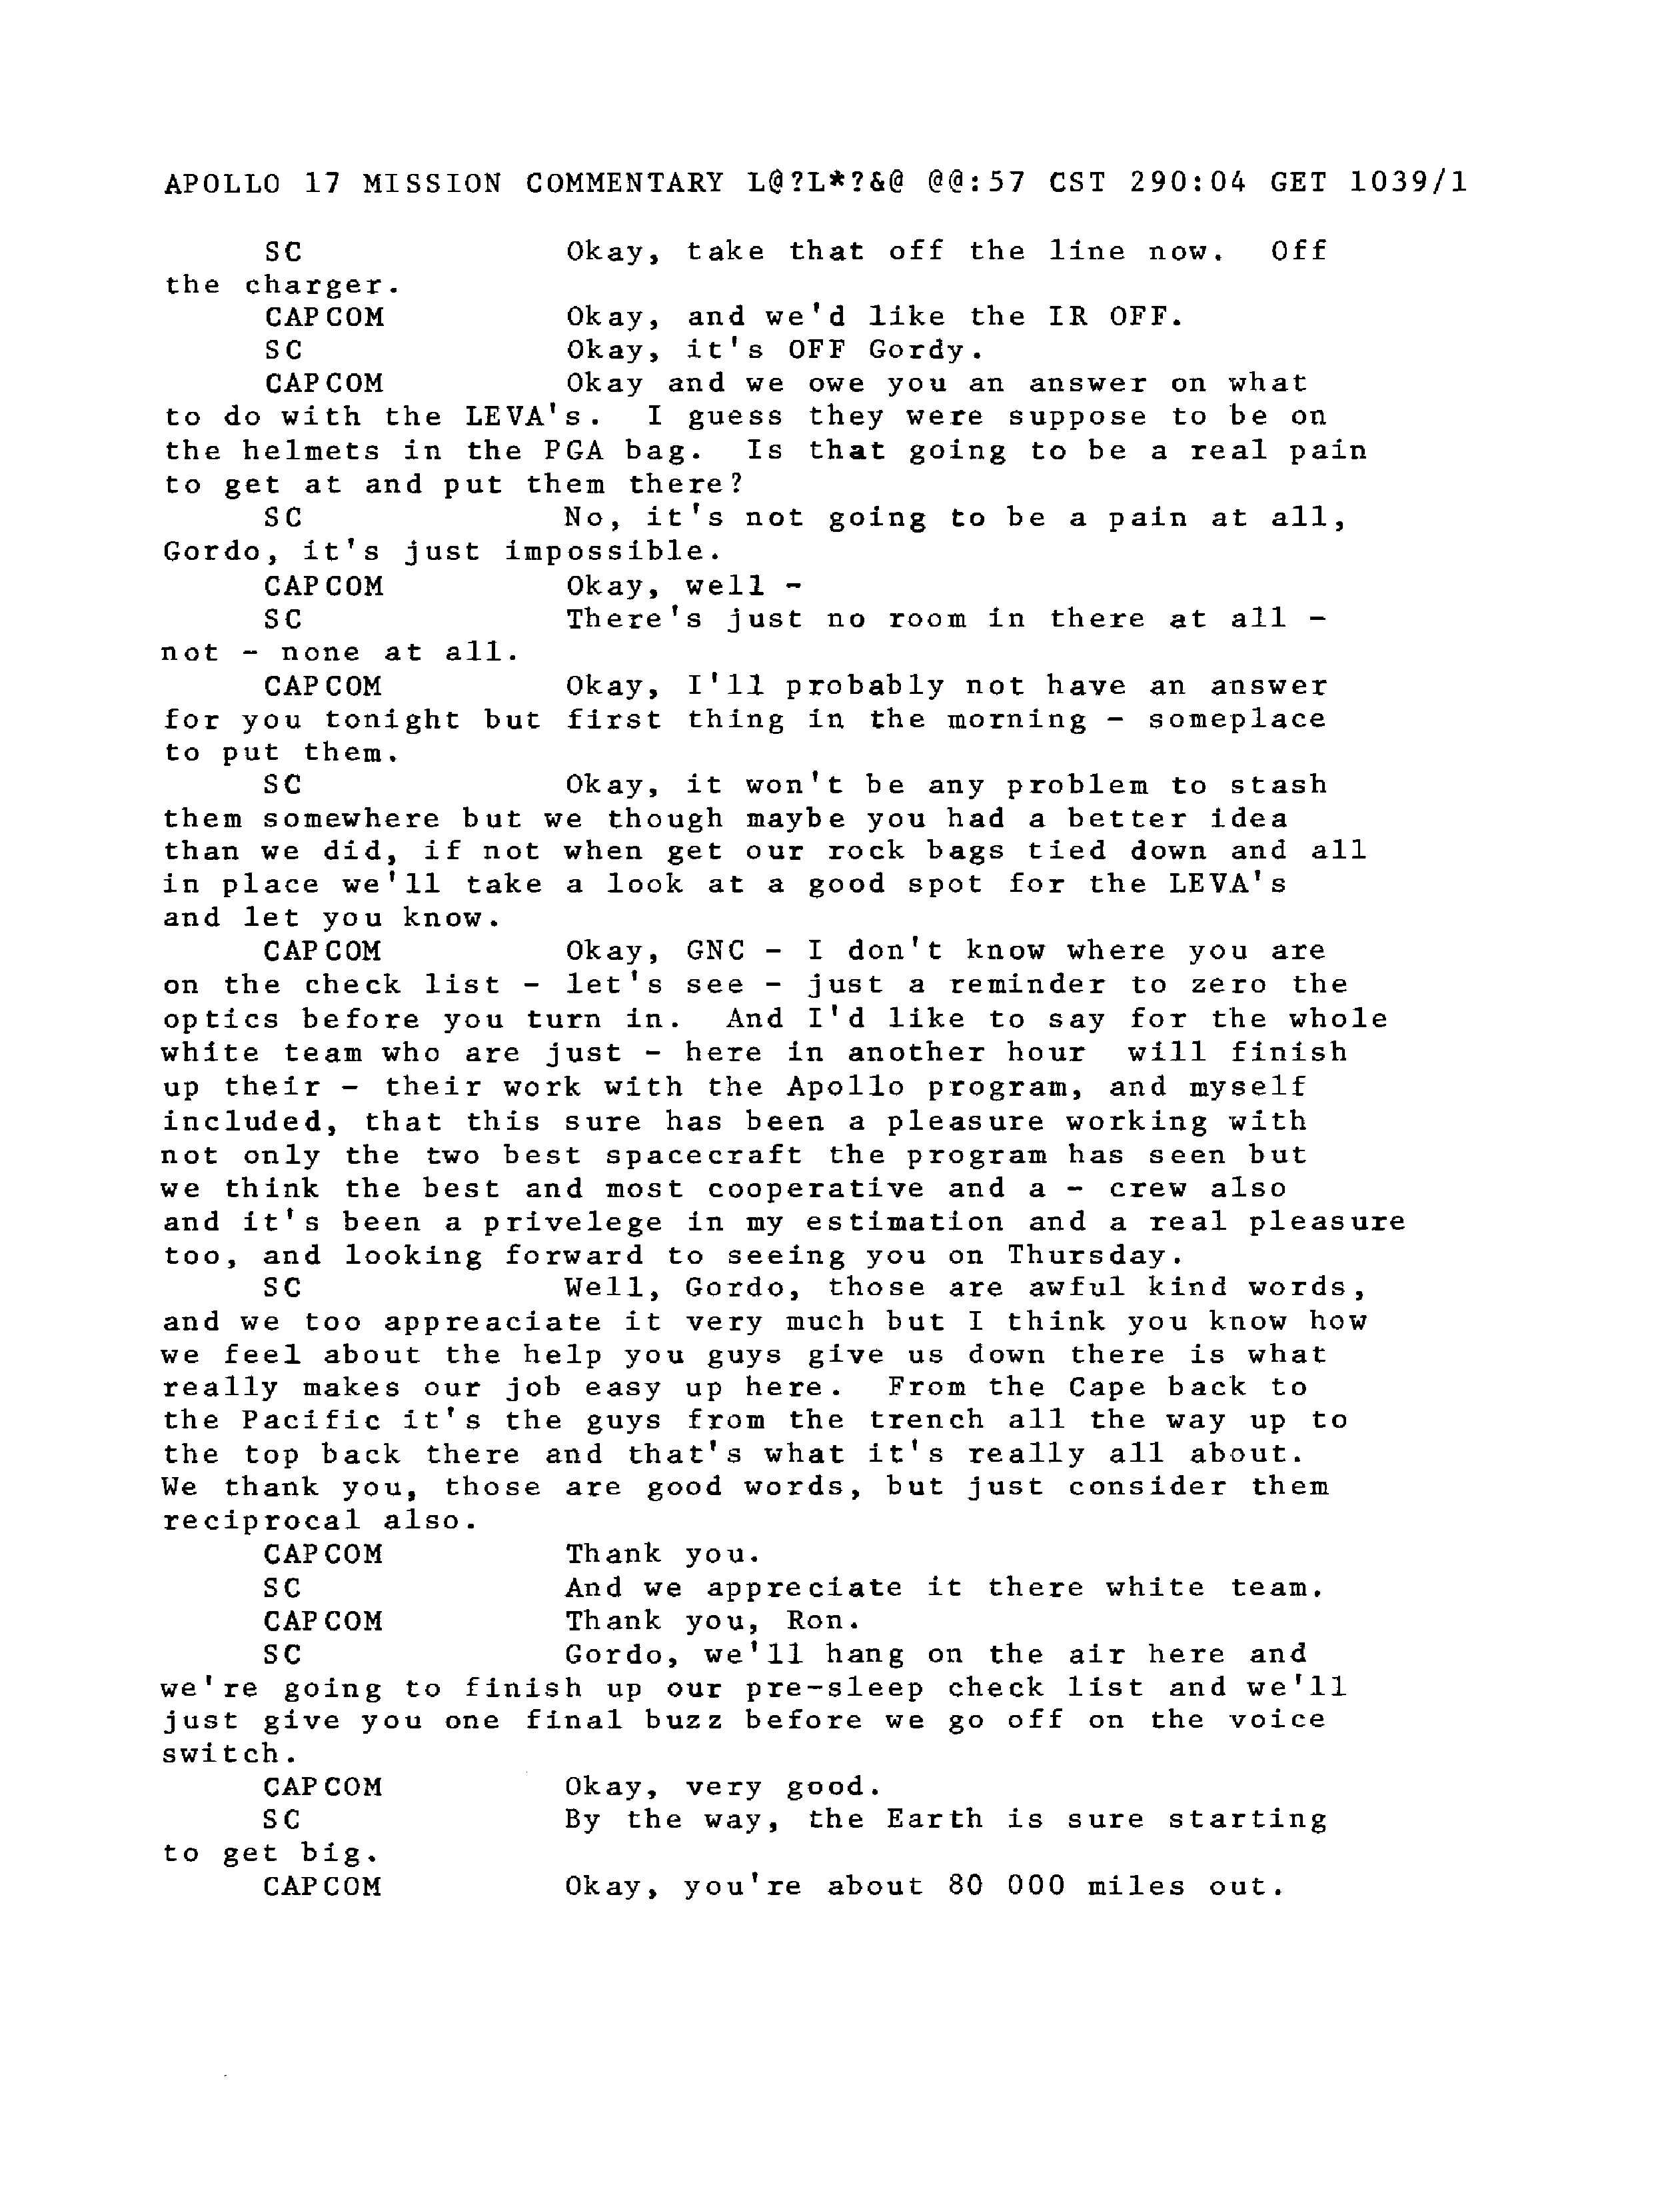 APOLLO 17 MISSION COMMENTARY L@?L*?&@ @@:57 CST 290:04 GET 1039/1
SC Okay, take that off the line now. Off
the charger.
CAPCOM Okay, and we'd like the IR OFF.
SC Okay, it's OFF Gordy.
CAPCOM Okay and we owe you an answer on what
to do with the LEVA's. I guess they were suppose to be on
the helmets in the PGA bag. Is that going to be a real pain
to get at and put them there?
SC No, it's not going to be a pain at all,
Gordo, it's just impossible.
CAPCOM Okay, well -
SC There's just no room in there at all -
not - none at all.
CAPCOM Okay, I'll probably not have an answer
for you tonight but first thing in the morning - someplace
to put them.
SC Okay, it won't be any problem to stash
them somewhere but we though maybe you had a better idea
than we did, if not when get our rock bags tied down and all
in place we'll take a look at a good spot for the LEVA's
and let you know.
CAPCOM Okay, GNC - I don't know where you are
on the check list - let's see - just a reminder to zero the
optics before you turn in. And I'd like to say for the whole
white team who are just - here in another hour will finish
up their - their work with the Apollo program, and myself
included, that this sure has been a pleasure working with
not only the two best spacecraft the program has seen but
we think the best and most cooperative and a - crew also
and it's been a privelege in my estimation and a real pleasure
too, and looking forward to seeing you on Thursday.
SC Well, Gordo, those are awful kind words,
and we too appreaciate it very much but I think you know how
we feel about the help you guys give us down there is what
really makes our job easy up here. From the Cape back to
the Pacific it's the guys from the trench all the way up to
the top back there and that's what it's really all about.
We thank you, those are good words, but just consider them
reciprocal also.
CAPCOM Thank you.
SC And we appreciate it there white team.
CAPCOM Thank you, Ron.
SC Gordo, we'll hang on the air here and
we're going to finish up our pre-sleep check list and we'll
just give you one final buzz before we go off on the voice
switch.
CAPCOM Okay, very good.
SC By the way, the Earth is sure starting
to get big.
CAPCOM Okay, you're about 80 000 miles out.